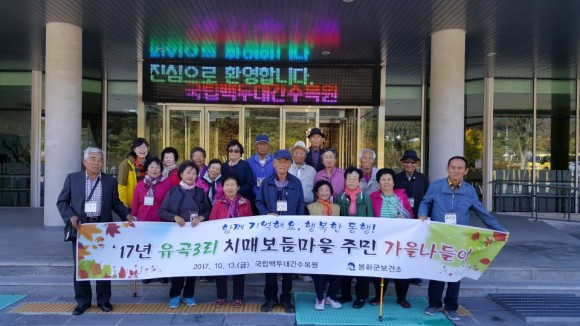 진심으로 환영합니다.
국립백두대간수목원
함께 기억해요, 행복한 동행!
'17년 유곡3리 치매보듬마을 주민 가을나들이
2017. 10. 13.(금) 국립백두대간수목원 봉화군보건소